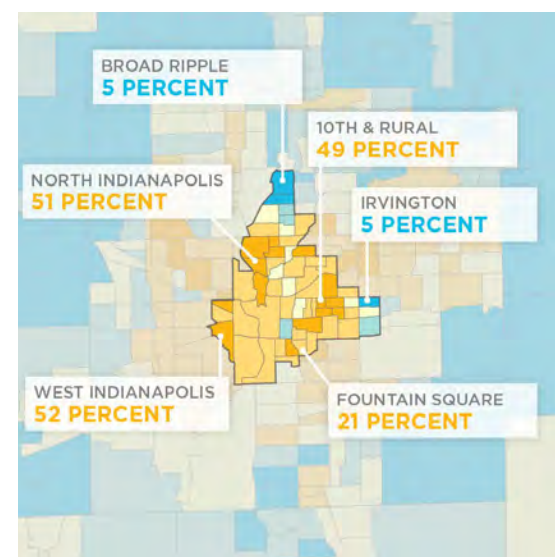 BROAD RIPPLE
5 PERCENT
10TH & RURAL
49 PERCENT
NORTH INDIANAPOLIS
51 PERCENT
IRVINGTON
5 PERCENT
WEST INDIANAPOLIS
52 PERCENT
FOUNTAIN SQUARE
21 PERCENT